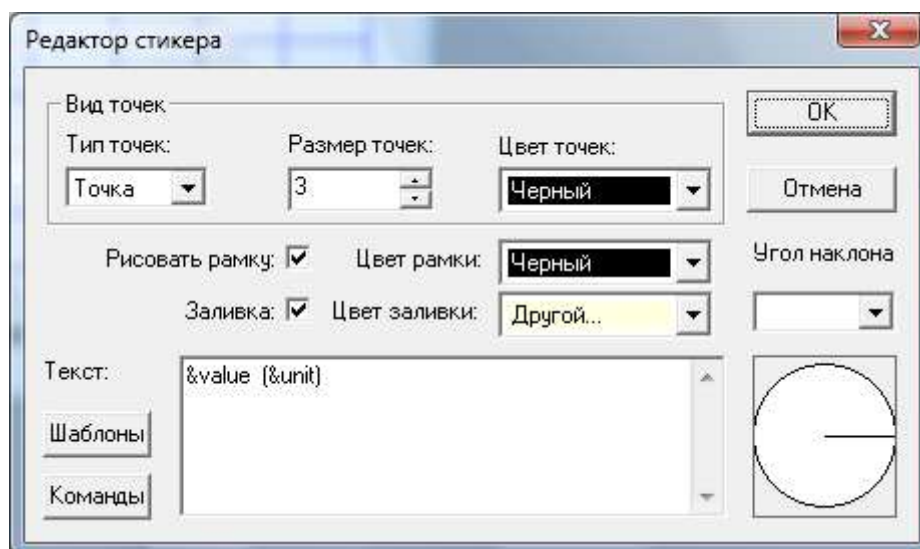 Редактор стикера
Вид точек
Тип точек: Размер точек: Цвет точек:
Точка 3 Черный
OK
Отмена
Рисовать рамку: Цвет рамки: Черный
Угол наклона
Заливка: Цвет заливки: Другой...
Текст: &value (&unit)
Шаблоны
Команды